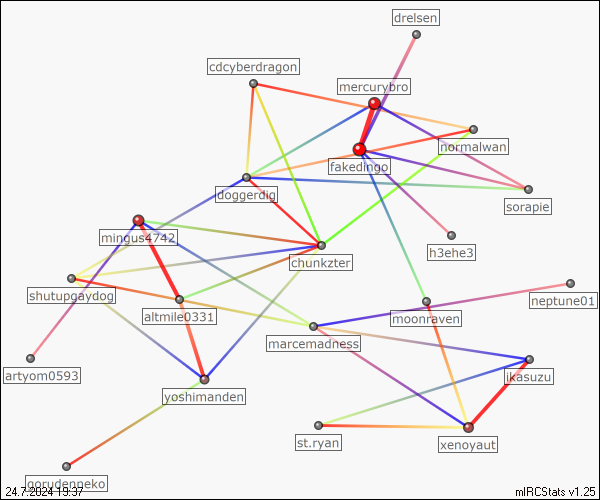 drelsen
cdcyberdragon
mercurybro
normalwan
fakedingo
doggerdig
sorapie
mingus4742
h3ehe3
chunkzter
shutupgaydog
neptune01
altmile0331
moonraven
marcemadness
artyom0593
ikasuzu
yoshimanden
st.ryan
xenoyaut
gorudenneko
24.7.2024 19:37
mIRCStats v1.25